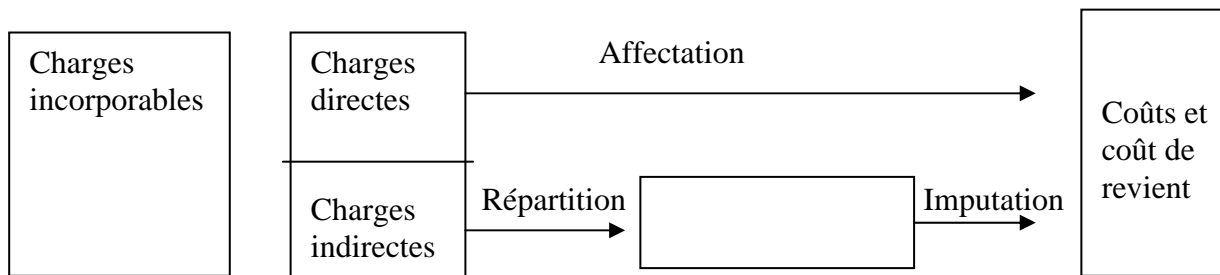 Charges
incorporables
Charges
directes
Affectation
Coûts et
coût de
revient
Charges
indirectes
Répartition
Imputation